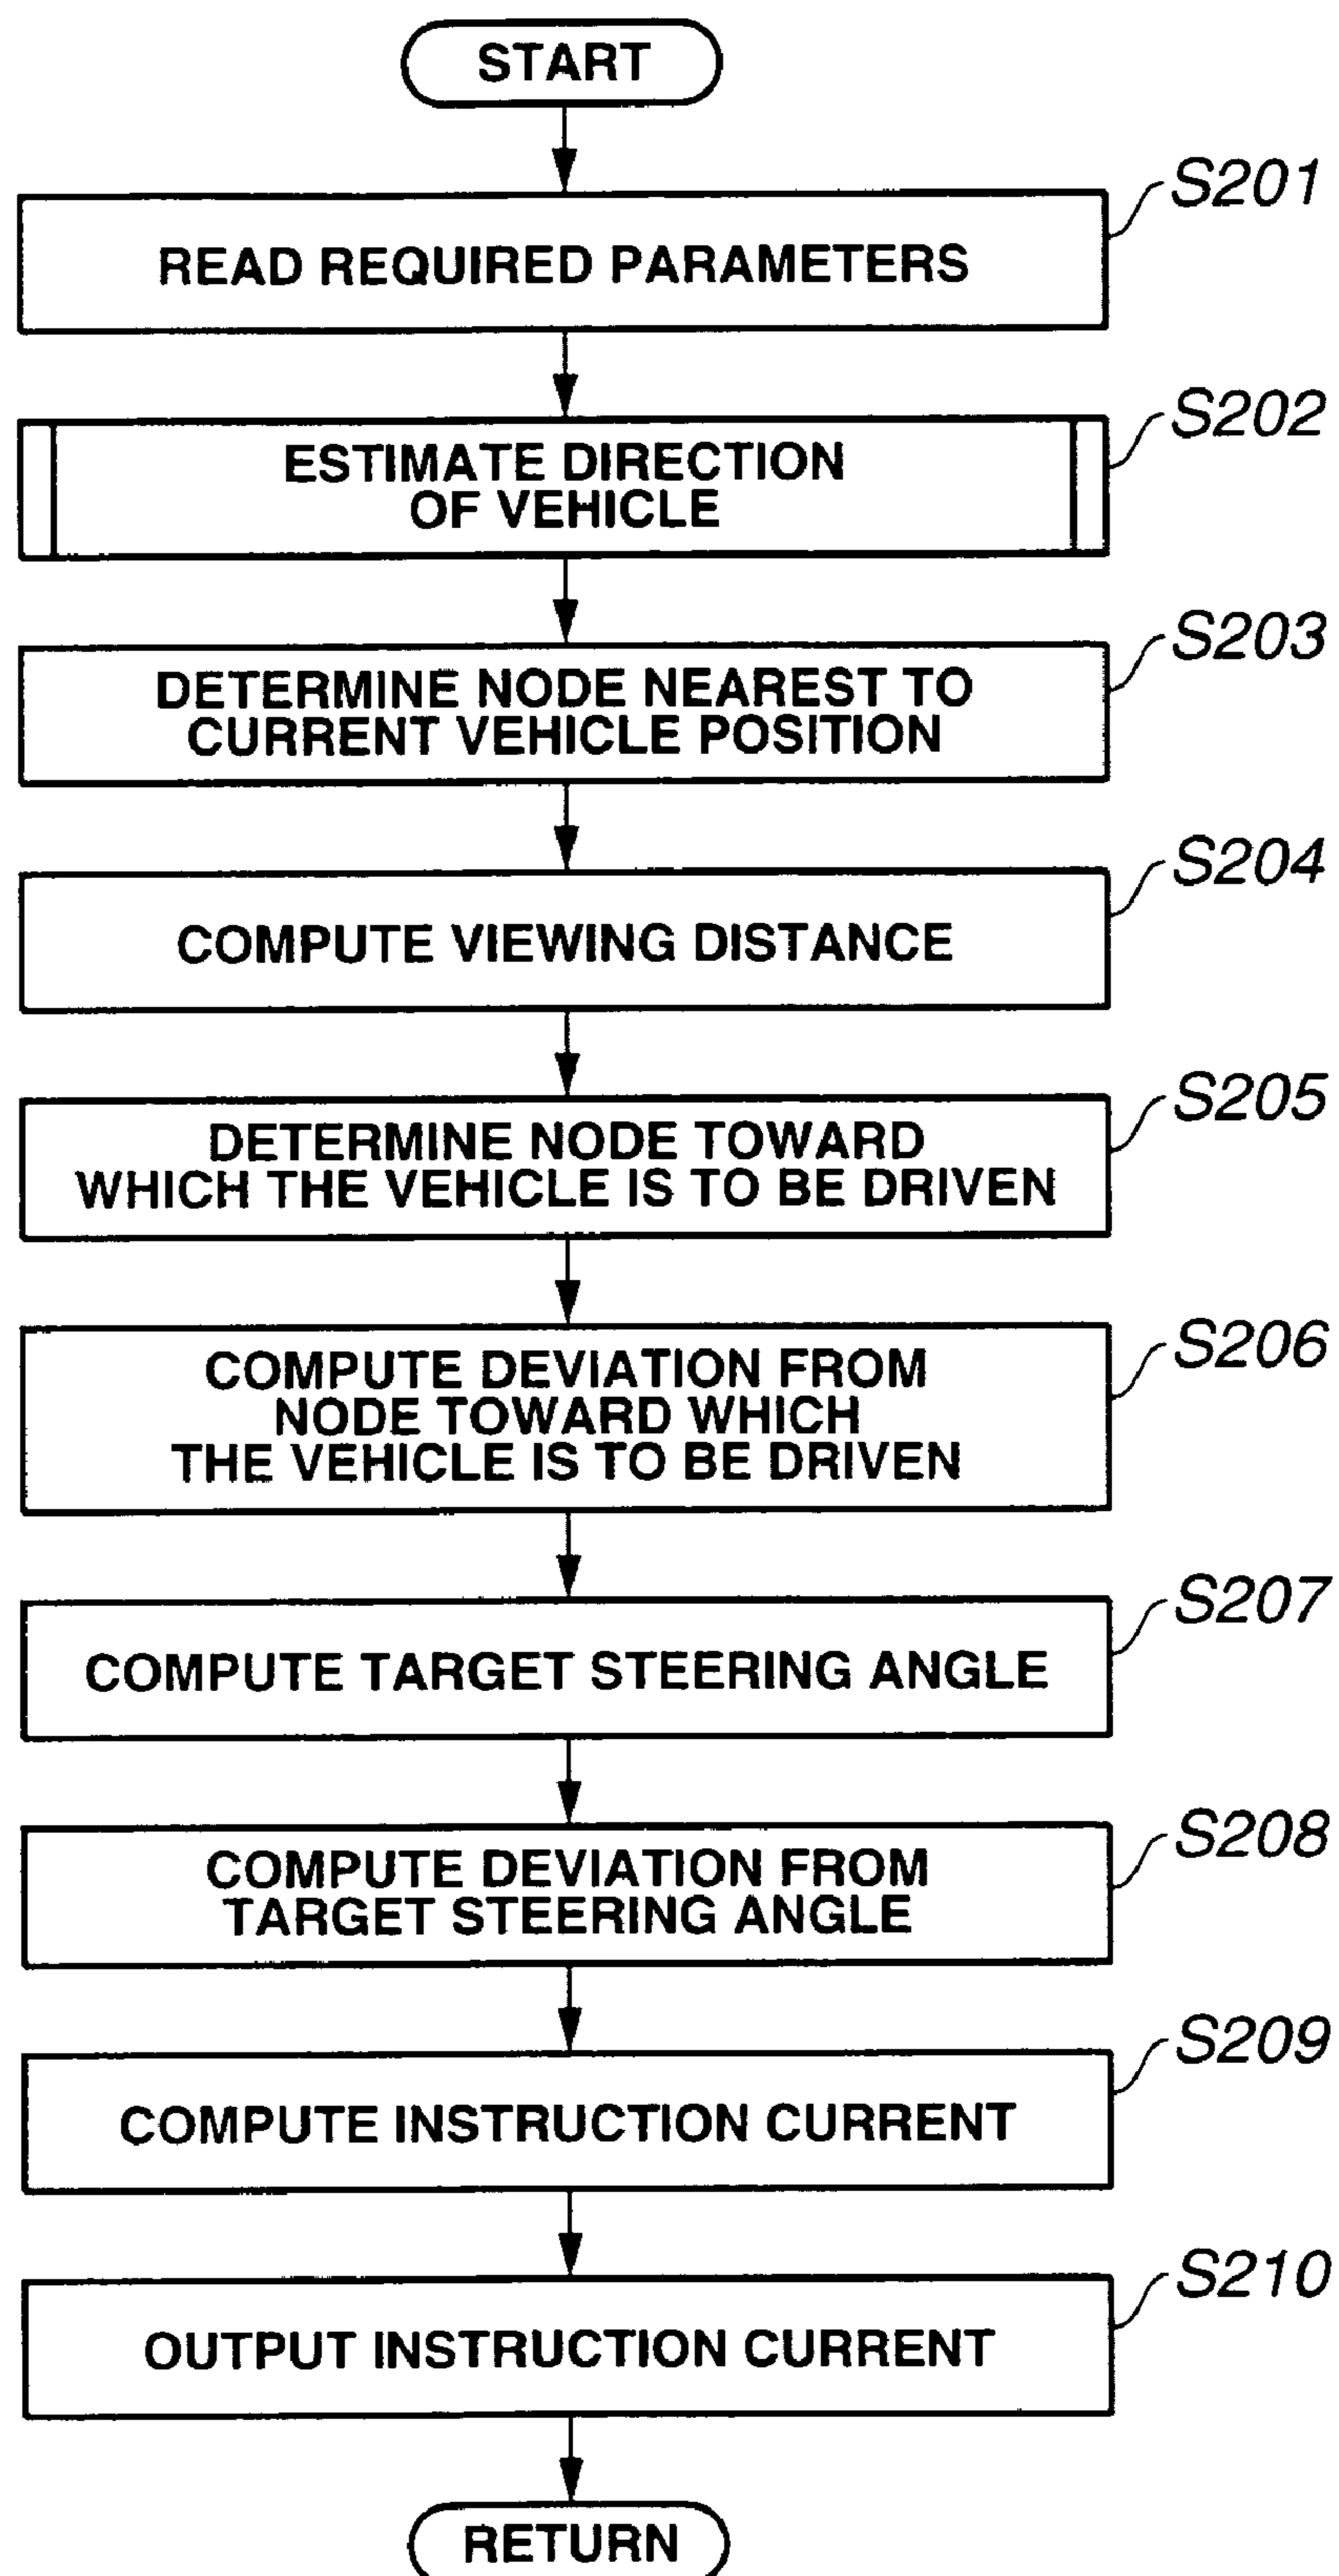 START
S201
READ REQUIRED PARAMETERS
S202
ESTIMATE DIRECTION
OF VEHICLE
S203
DETERMINE NODE NEAREST TO
CURRENT VEHICLE POSITION
S204
COMPUTE VIEWING DISTANCE
S205
DETERMINE NODE TOWARD
WHICH THE VEHICLE IS TO BE DRIVEN
S206
COMPUTE DEVIATION FROM
NODE TOWARD WHICH
THE VEHICLE IS TO BE DRIVEN
S207
COMPUTE TARGET STEERING ANGLE
S208
COMPUTE DEVIATION FROM
TARGET STEERING ANGLE
S209
COMPUTE INSTRUCTION CURRENT
S210
OUTPUT INSTRUCTION CURRENT
RETURN